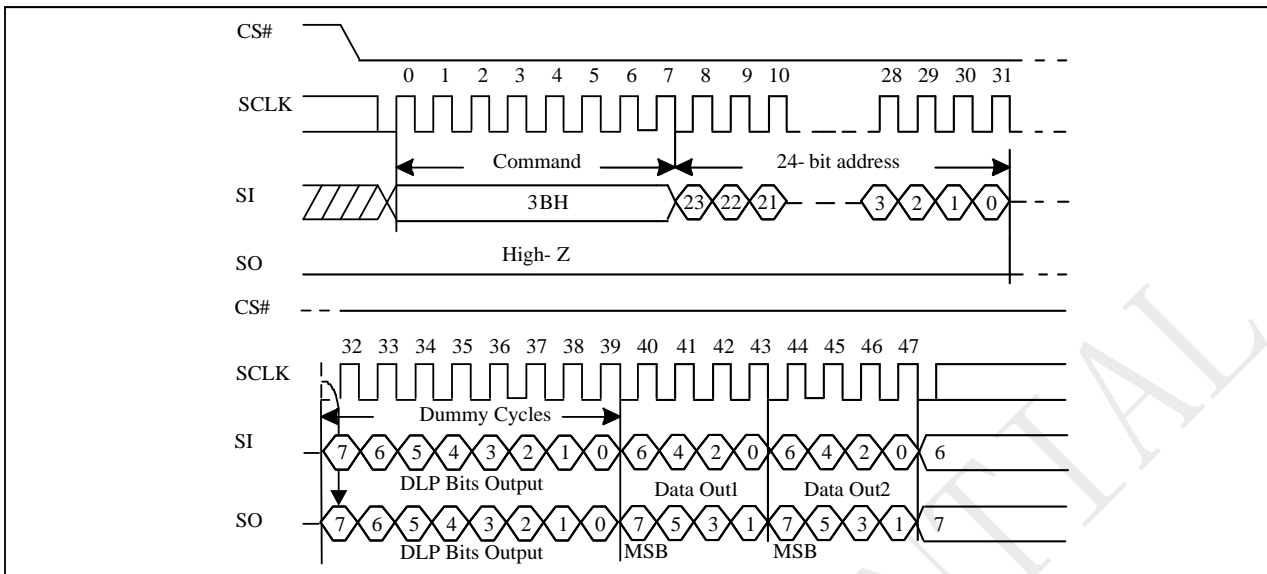 CS#
0 1 2 3 4 5 6 7 8 9 10 28 29 30 31
SCLK
Command 24- bit address
SI 3BH 23 22 21 3 2 1 0
High- Z
SO
CS#
32 33 34 35 36 37 38 39 40 41 42 43 44 45 46 47
SCLK
Dummy Cycles
SI 7 6 5 4 3 2 1 0 6 4 2 0 6 4 2 0 6
DLP Bits Output Data Out1 Data Out2
SO 7 6 5 4 3 2 1 0 7 5 3 1 7 5 3 1 7
DLP Bits Output MSB MSB
NTIAL